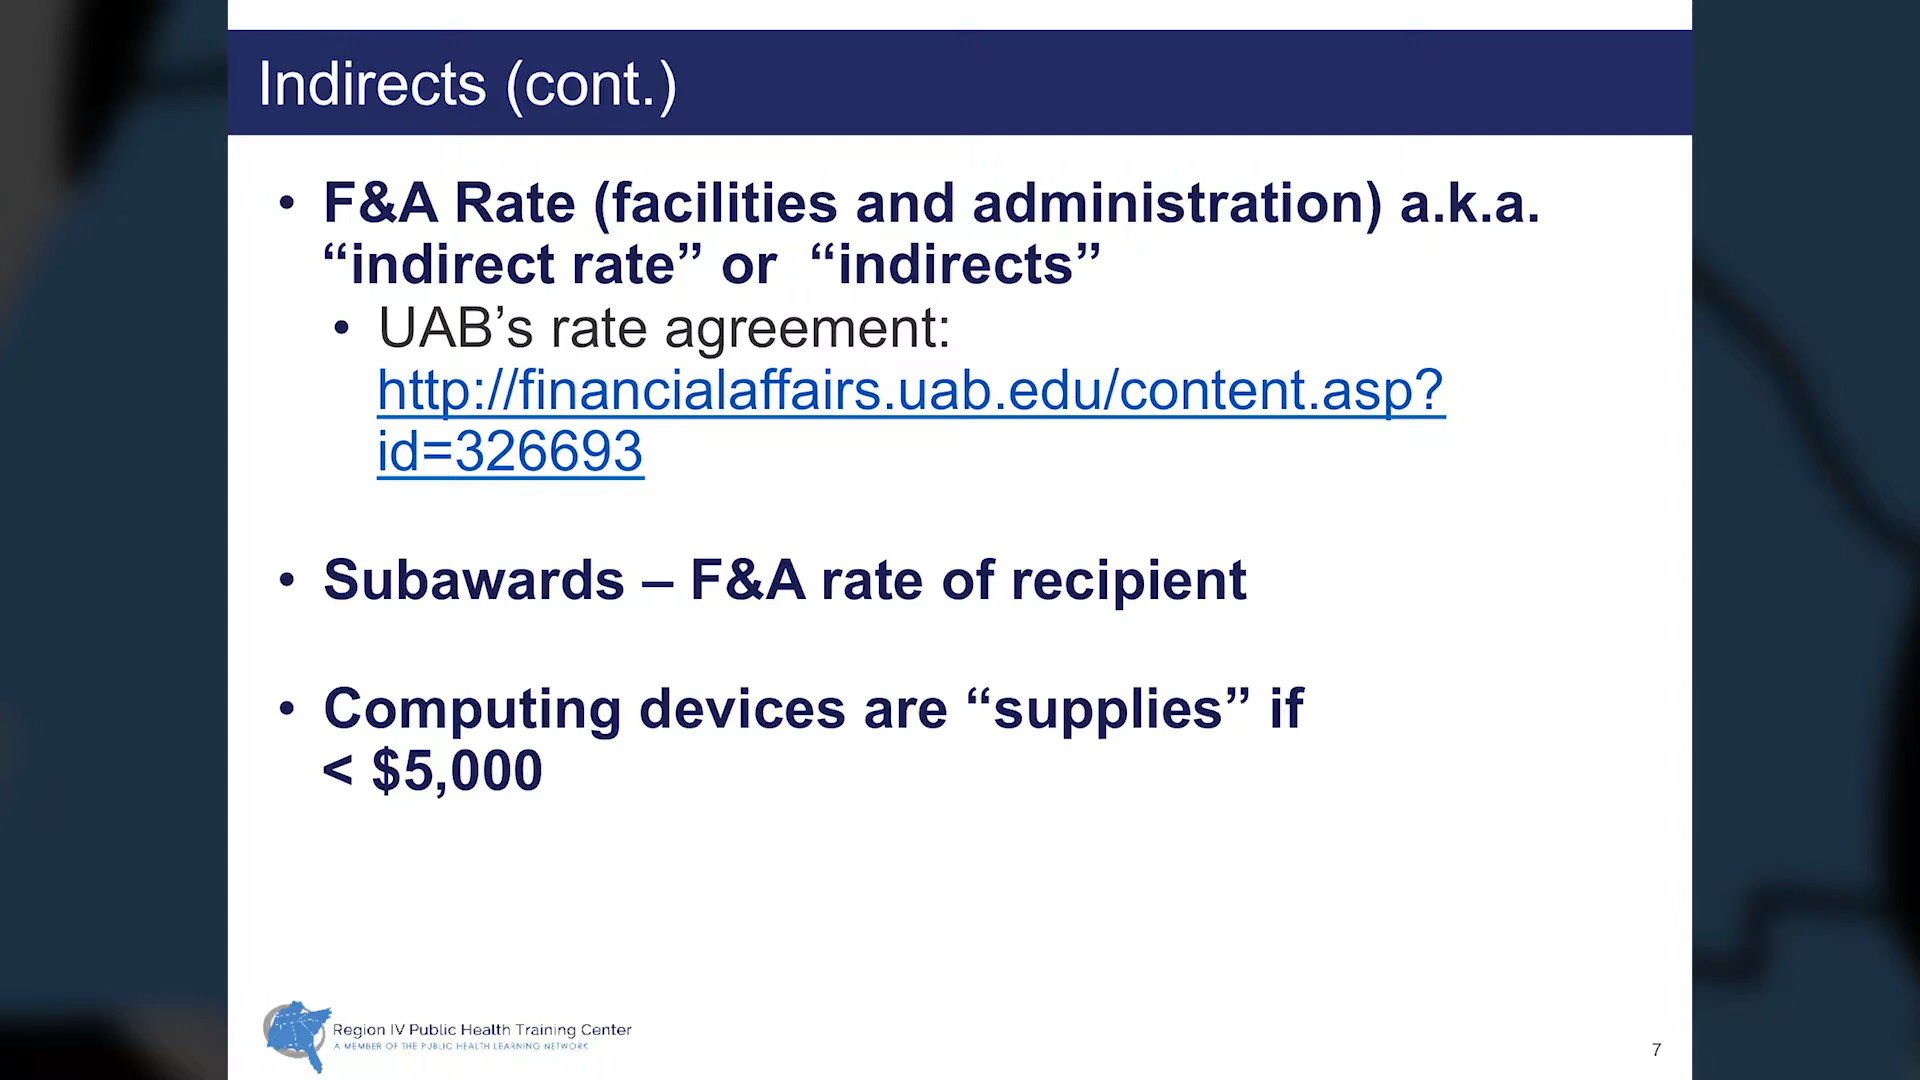 Indirects (cont.)
• F&A Rate (facilities and administration) a.k.a.
“indirect rate” or  “indirects”
• UAB’s rate agreement:
http://financialaffairs.uab.edu/content.asp?
id=326693
• Subawards – F&A rate of recipient
• Computing devices are “supplies” if
< $5,000
Region IV Public Health Training Center
A MEMBER OF THE PUBLIC HEALTH LEARNING NETWORK
7